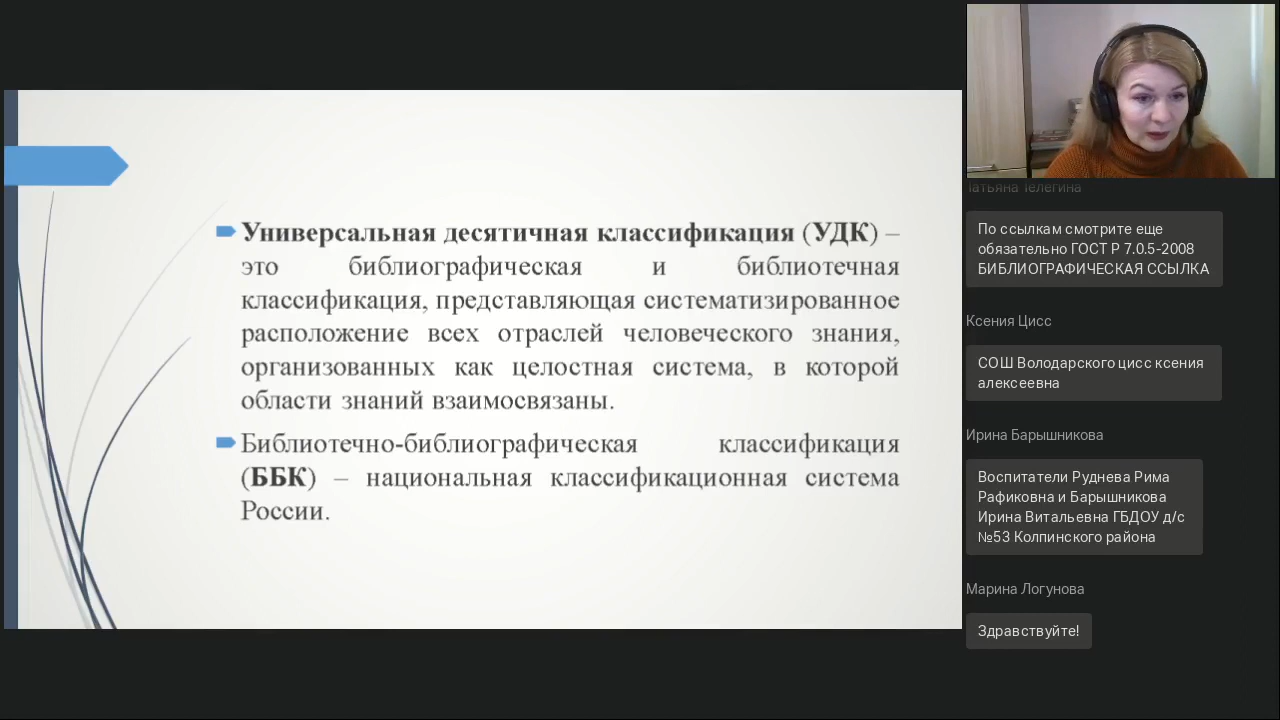 Универсальная десятичная классификация (УДК) –
это библиографическая и библиотечная
классификация, представляющая систематизированное
расположение всех отраслей человеческого знания,
организованных как целостная система, в которой
области знаний взаимосвязаны.
Библиотечно-библиографическая классификация
(ББК) – национальная классификационная система
России.
Татьяна Телегина
По ссылкам смотрите еще
обязательно ГОСТ Р 7.0.5-2008
БИБЛИОГРАФИЧЕСКАЯ ССЫЛКА
Ксения Цисс
СОШ Володарского цисс ксения
алексеевна
Ирина Барышникова
Воспитатели Руднева Рима
Рафиковна и Барышникова
Ирина Витальевна ГБДОУ д/с
№53 Колпинского района
Марина Логунова
Здравствуйте!